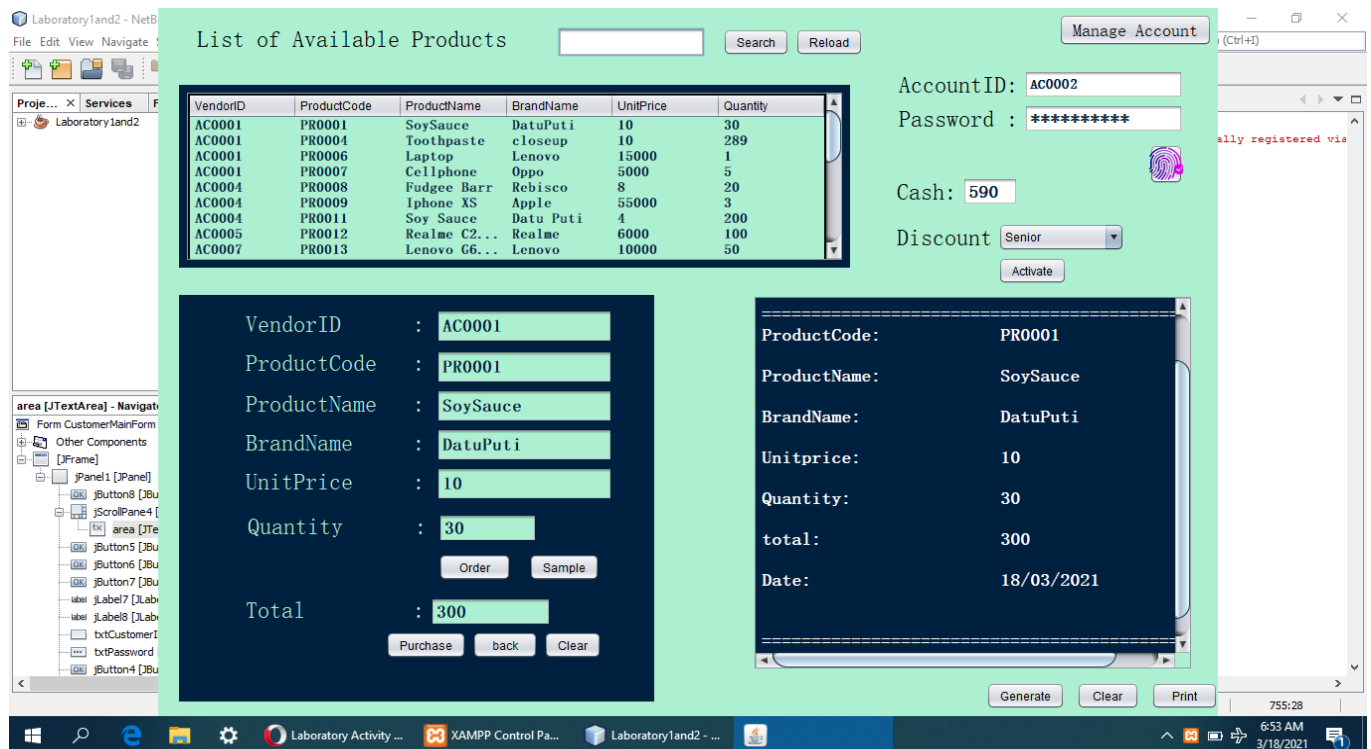 Laboratory1and2 - NetB
File Edit View Navigate
List of Available Products
Search Reload
Manage Account
(Ctrl+I)
Proje... Services F
Laboratory1and2
VendorID ProductCode ProductName BrandName UnitPrice Quantity
AC0001 PR0001 SoySauce DatuPuti 10 30
AC0001 PR0004 Toothpaste closeup 10 289
AC0001 PR0006 Laptop Lenovo 15000 1
AC0001 PR0007 Cellphone Oppo 5000 5
AC0004 PR0008 Fudgee Barr Rebisco 8 20
AC0004 PR0009 Iphone XS Apple 55000 3
AC0004 PR0011 Soy Sauce Datu Puti 4 200
AC0005 PR0012 Realme C2... Realme 6000 100
AC0007 PR0013 Lenovo G6... Lenovo 10000 50
AccountID: AC0002
Password : **********
Cash: 590
Discount Senior
Activate
ally registered via
VendorID : AC0001
ProductCode : PR0001
ProductName : SoySauce
BrandName : DatuPuti
UnitPrice : 10
Quantity : 30
Order Sample
Total : 300
Purchase back Clear
==========================================
ProductCode: PR0001
ProductName: SoySauce
BrandName: DatuPuti
Unitprice: 10
Quantity: 30
total: 300
Date: 18/03/2021
==========================================
Generate Clear Print
area [JTextArea] - Navigat
Form CustomerMainForm
Other Components
[JFrame]
jPanel1 [JPanel]
jButton8 [JBu
jScrollPane4 [
area [JTe
jButton5 [JBu
jButton6 [JBu
jButton7 [JBu
jLabel7 [JLabe
jLabel8 [JLabe
txtCustomerI
txtPassword
jButton4 [JBu
755:28
Laboratory Activity ... XAMPP Control Pa... Laboratory1and2 - ...
6:53 AM
3/18/2021